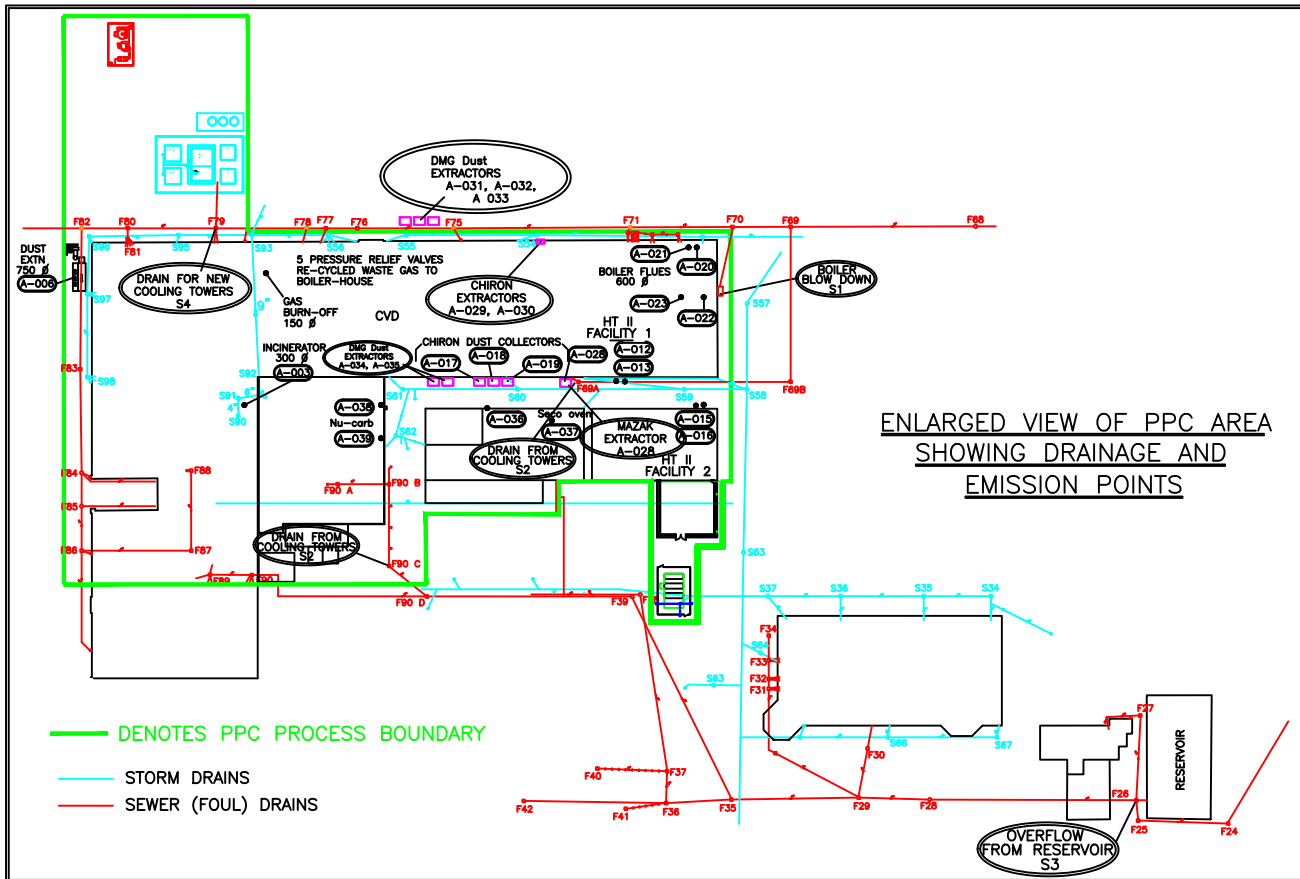 DMG Dust
EXTRACTORS
A-031, A-032,
A 033
F82
F80
F79
F78
F77
F76
F75
F71
F70
F69
F68
S96
F81
S95
S93
S56
S55
DUST
EXTN
750 Ø
A-006
DRAIN FOR NEW
COOLING TOWERS
S4
5 PRESSURE RELIEF VALVES
RE-CYCLED WASTE GAS TO
BOILER-HOUSE
GAS
BURN-OFF
150 Ø
CVD
CHIRON
EXTRACTORS
A-029, A-030
A-021
A-020
BOILER FLUES
600 Ø
A-023
A-022
BOILER
BLOW DOWN
S1
S97
9"
S57
HT II
FACILITY 1
INCINERATOR
300 Ø
A-003
DMG Dust
EXTRACTORS
A-034, A-035
CHIRON DUST COLLECTORS
A-017
A-018
A-019
A-028
A-012
A-013
F83
S98
S92
S91
6"
4"
S90
S61
S60
F69A
S59
S58
F69B
A-038
Nu-carb
A-039
S62
A-036
Seco oven
A-037
MAZAK
EXTRACTOR
A-028
A-015
A-016
DRAIN FROM
COOLING TOWERS
S2
HT II
FACILITY 2
ENLARGED VIEW OF PPC AREA
SHOWING DRAINAGE AND
EMISSION POINTS
F84
F88
F90 A
F90 B
F85
DRAIN FROM
COOLING TOWERS
S2
F86
F87
F90 C
S63
F89
F90
F90 D
F39
S37
S36
S35
S34
F34
S64
F33
F32
F31
S63
F27
DENOTES PPC PROCESS BOUNDARY
S66
S67
F30
RESERVOIR
STORM DRAINS
SEWER (FOUL) DRAINS
F40
F37
F42
F41
F36
F35
F29
F28
F26
F25
F24
OVERFLOW
FROM RESERVOIR
S3